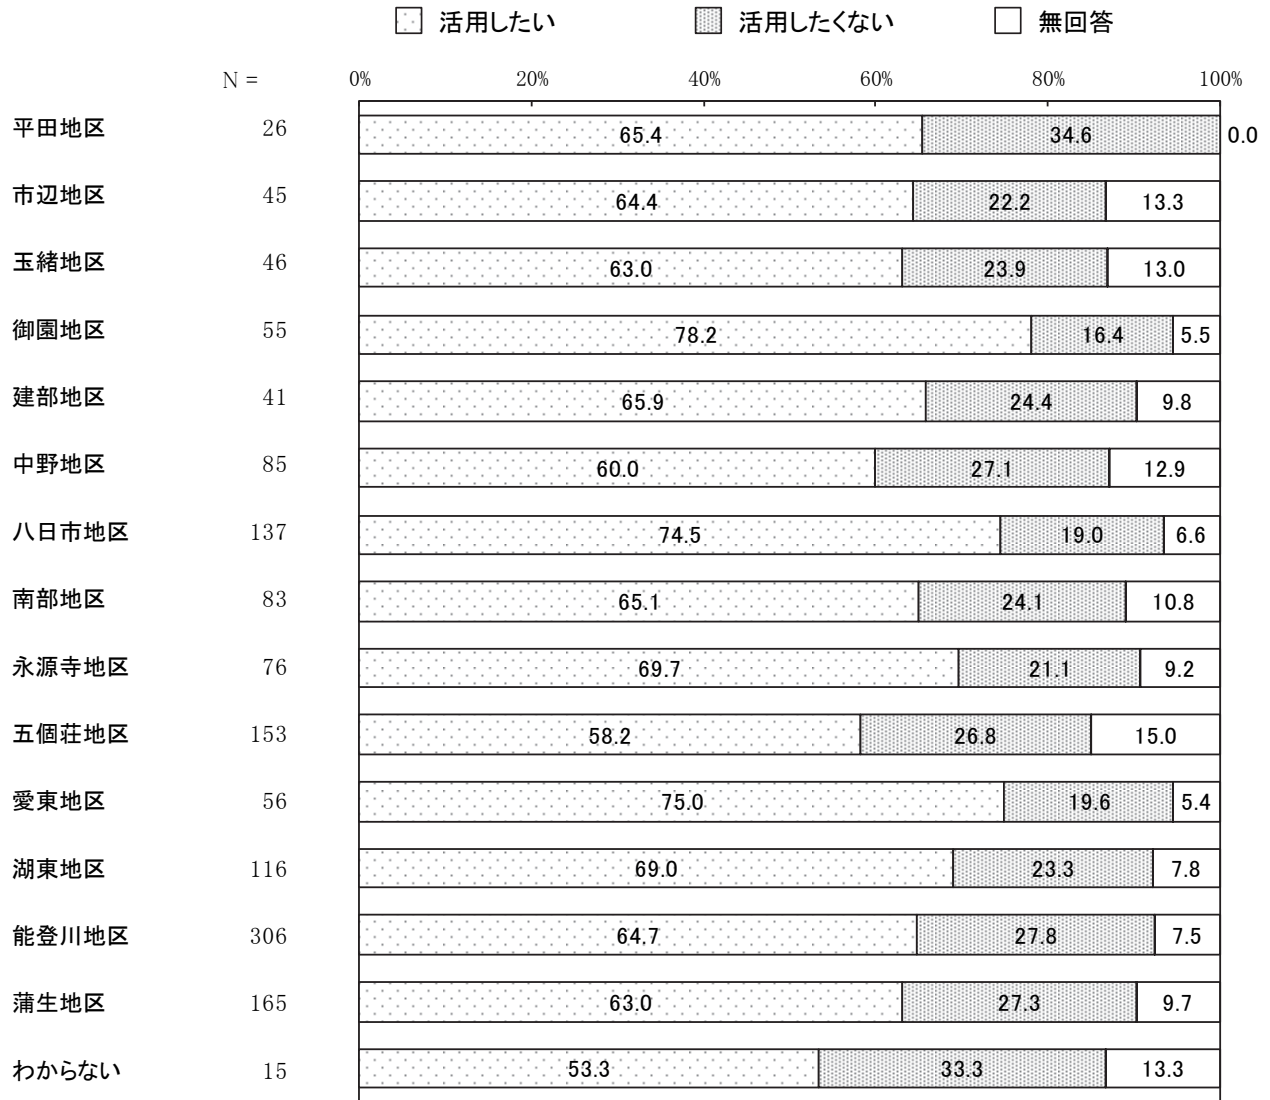 活用したい 活用したくない 無回答
N = 0% 20% 40% 60% 80% 100%
平田地区 26 65.4 34.6 0.0
市辺地区 45 64.4 22.2 13.3
玉緒地区 46 63.0 23.9 13.0
御園地区 55 78.2 16.4 5.5
建部地区 41 65.9 24.4 9.8
中野地区 85 60.0 27.1 12.9
八日市地区 137 74.5 19.0 6.6
南部地区 83 65.1 24.1 10.8
永源寺地区 76 69.7 21.1 9.2
五個荘地区 153 58.2 26.8 15.0
愛東地区 56 75.0 19.6 5.4
湖東地区 116 69.0 23.3 7.8
能登川地区 306 64.7 27.8 7.5
蒲生地区 165 63.0 27.3 9.7
わからない 15 53.3 33.3 13.3